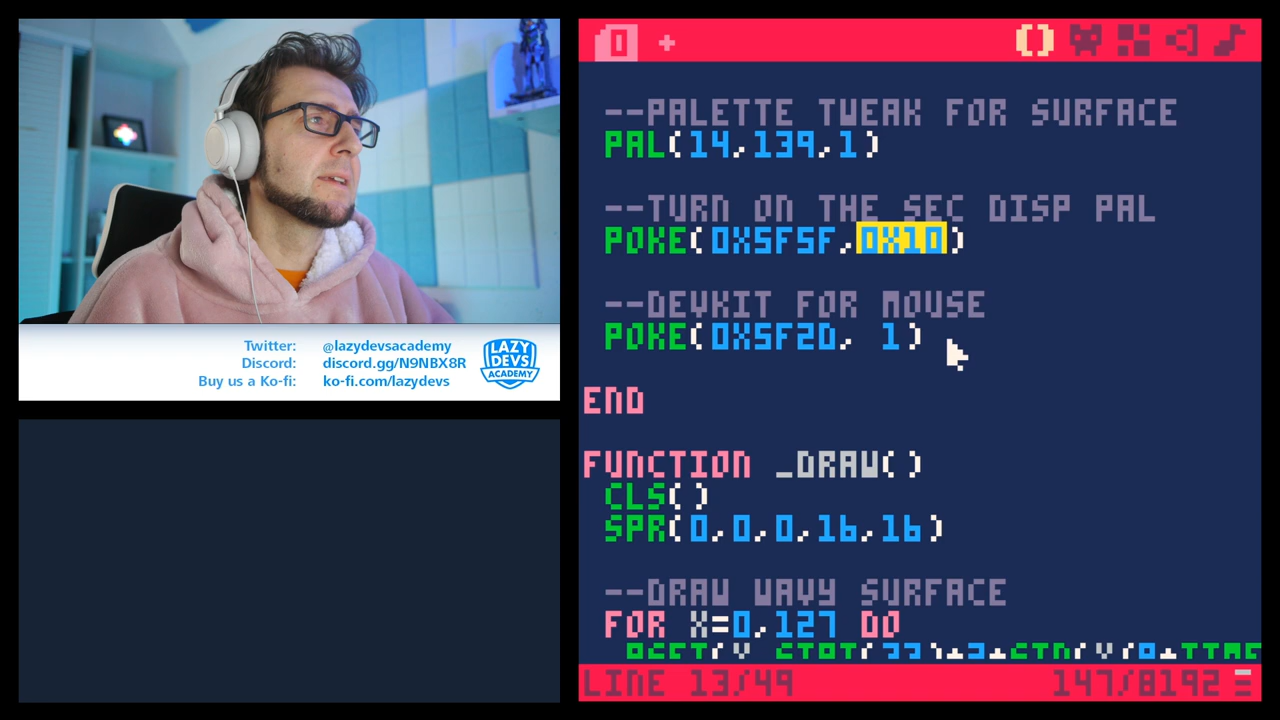 Twitter: @lazydevsacademy
Discord: discord.gg/N9NBX8R
Buy us a Ko-fi: ko-fi.com/lazydevs
LAZY
DEVS
ACADEMY
0 +
--PALETTE TWEAK FOR SURFACE
PAL(14,139,1)
--TURN ON THE SEC DISP PAL
POKE(0X5F5F,0X10)
--DEVKIT FOR MOUSE
POKE(0X5F2D, 1)
END
FUNCTION _DRAW()
CLS()
SPR(0,0,0,16,16)
--DRAW WAVY SURFACE
FOR X=0,127 DO
LINE 13/49
147/8192